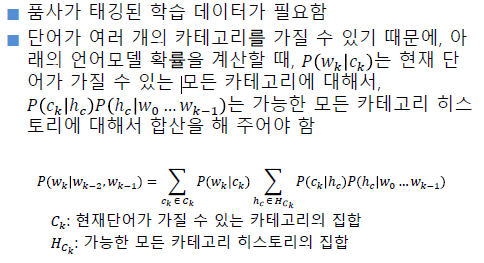 ■ 품사가 태깅된 학습 데이터가 필요함
■ 단어가 여러 개의 카테고리를 가질 수 있기 때문에, 아
래의 언어모델 확률을 계산할 때, P(w_k|c_k)는 현재 단
어가 가질 수 있는 모든 카테고리에 대해서,
P(c_k|h_c)P(h_c|w_0 … w_{k−1})는 가능한 모든 카테고리 히스
토리에 대해서 합산을 해 주어야 함
P(w_k|w_{k−2}, w_{k−1}) = ∑_{c_k∈C_k} P(w_k|c_k) ∑_{h_c∈H_{C_k}} P(c_k|h_c)P(h_c|w_0 … w_{k−1})
C_k: 현재단어가 가질 수 있는 카테고리의 집합
H_{C_k}: 가능한 모든 카테고리 히스토리의 집합